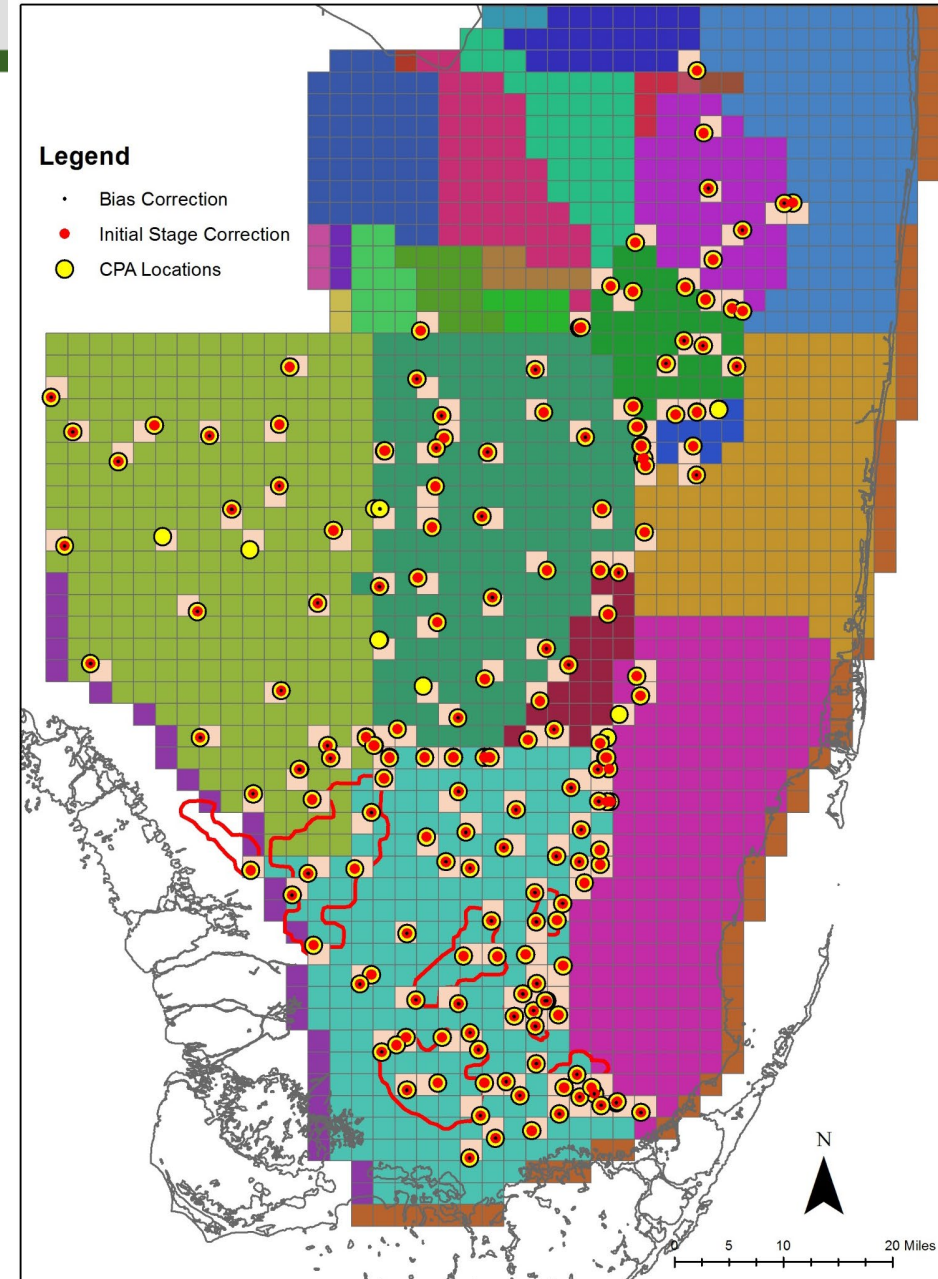 Legend
Bias Correction
Initial Stage Correction
CPA Locations
N
0 5 10 20 Miles